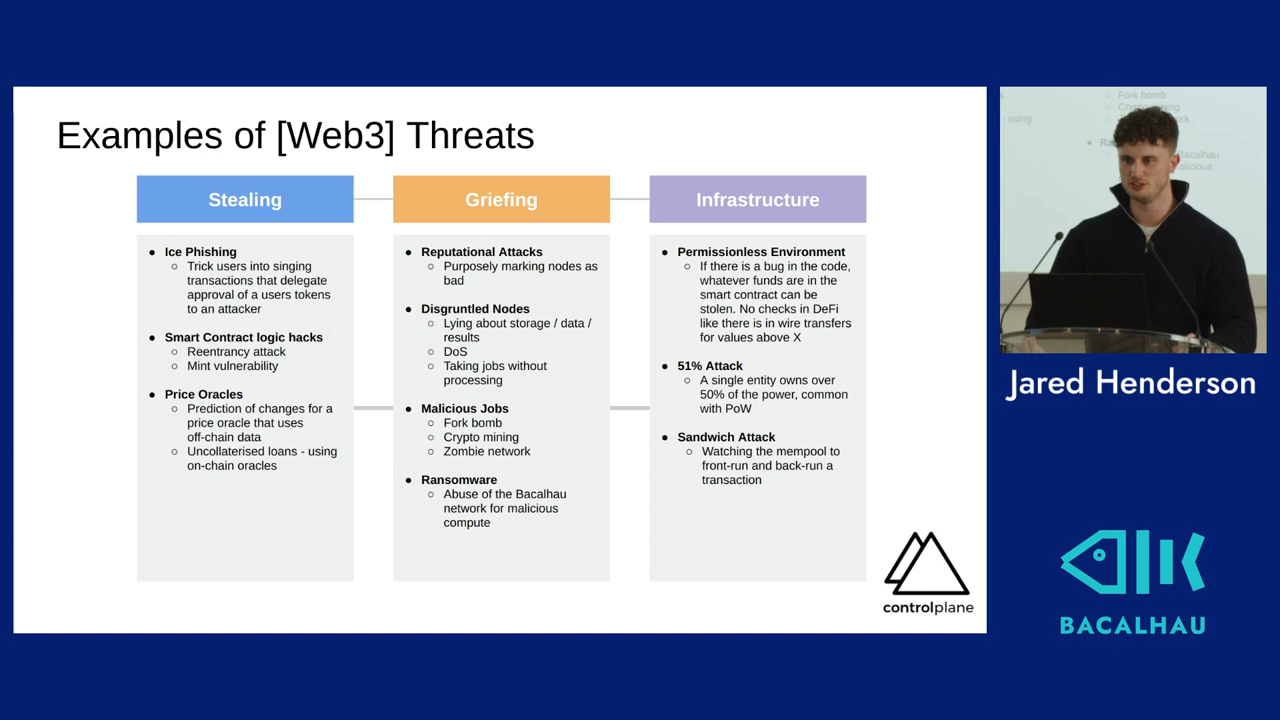 Examples of [Web3] Threats
Stealing
● Ice Phishing
○ Trick users into singing
transactions that delegate
approval of a users tokens
to an attacker
● Smart Contract logic hacks
○ Reentrancy attack
○ Mint vulnerability
● Price Oracles
○ Prediction of changes for a
price oracle that uses
off-chain data
○ Uncollaterised loans - using
on-chain oracles
Griefing
● Reputational Attacks
○ Purposely marking nodes as
bad
● Disgruntled Nodes
○ Lying about storage / data /
results
○ DoS
○ Taking jobs without
processing
● Malicious Jobs
○ Fork bomb
○ Crypto mining
○ Zombie network
● Ransomware
○ Abuse of the Bacalhau
network for malicious
compute
Infrastructure
● Permissionless Environment
○ If there is a bug in the code,
whatever funds are in the
smart contract can be
stolen. No checks in DeFi
like there is in wire transfers
for values above X
● 51% Attack
○ A single entity owns over
50% of the power, common
with PoW
● Sandwich Attack
○ Watching the mempool to
front-run and back-run a
transaction
controlplane
○ Fork bomb
using
Bacalhau
Jared Henderson
BACALHAU